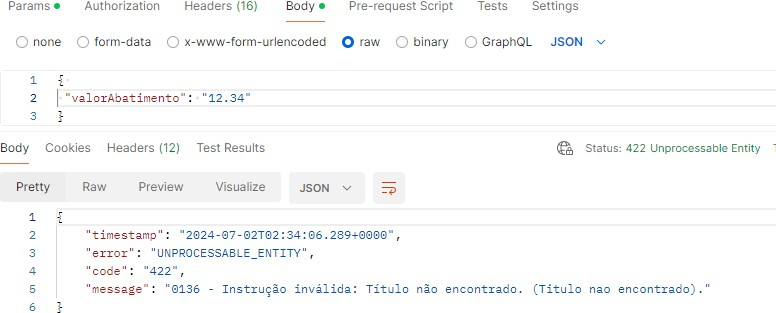 Params Authorization Headers (16) Body Pre-request Script Tests Settings
none form-data x-www-form-urlencoded raw binary GraphQL JSON
1 {
2 "valorAbatimento": "12.34"
3 }
Body Cookies Headers (12) Test Results Status: 422 Unprocessable Entity
Pretty Raw Preview Visualize JSON
1 {
2 "timestamp": "2024-07-02T02:34:06.289+0000",
3 "error": "UNPROCESSABLE_ENTITY",
4 "code": "422",
5 "message": "0136 - Instrução inválida: Título não encontrado. (Titulo nao encontrado)."
6 }